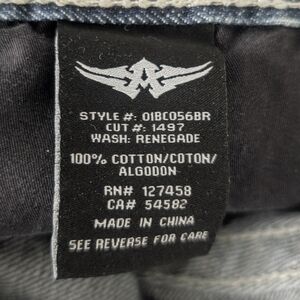 STYLE #: 01BC056BR
CUT #: 1497
WASH: RENEGADE
100% COTTON/COTON/
ALGODON
RN# 127458
CA# 54582
MADE IN CHINA
SEE REVERSE FOR CARE